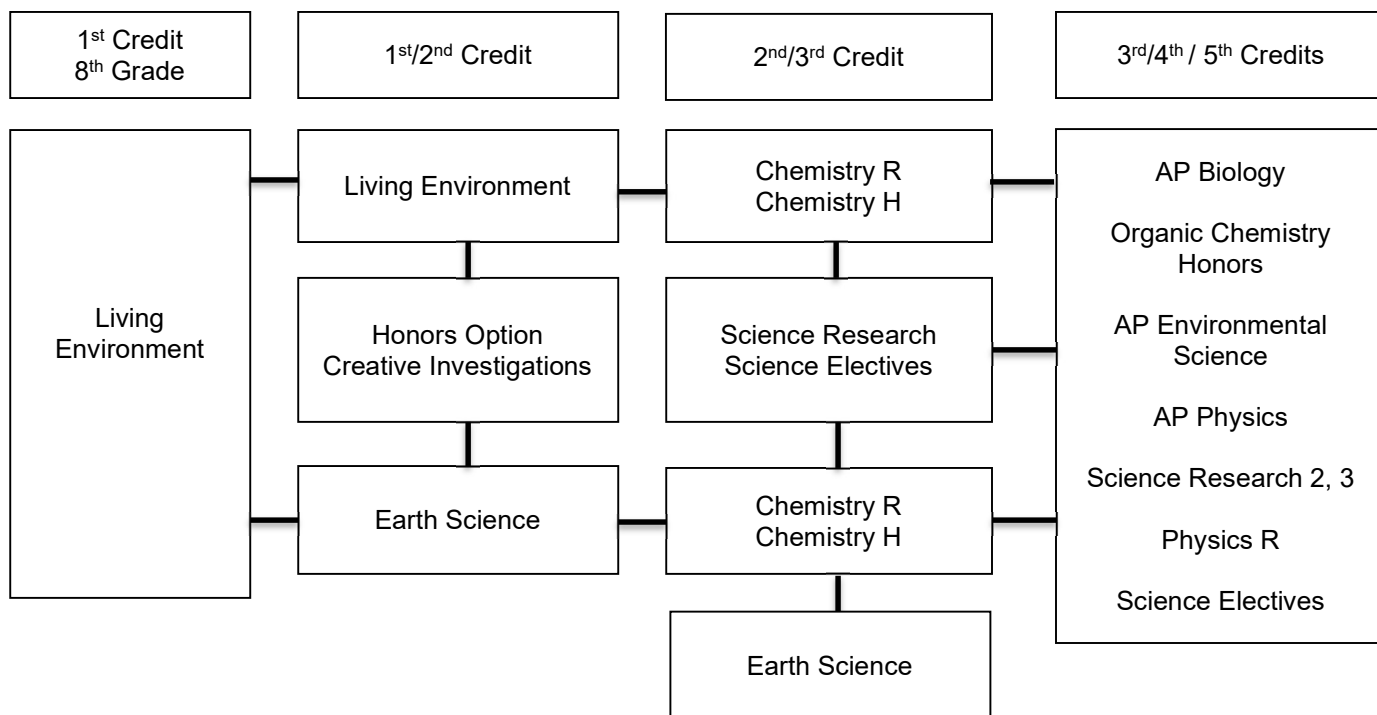 1st Credit
8th Grade
1st/2nd Credit
2nd/3rd Credit
3rd/4th / 5th Credits
Living
Environment
Living Environment
Honors Option
Creative Investigations
Earth Science
Chemistry R
Chemistry H
Science Research
Science Electives
Chemistry R
Chemistry H
Earth Science
AP Biology
Organic Chemistry
Honors
AP Environmental
Science
AP Physics
Science Research 2, 3
Physics R
Science Electives